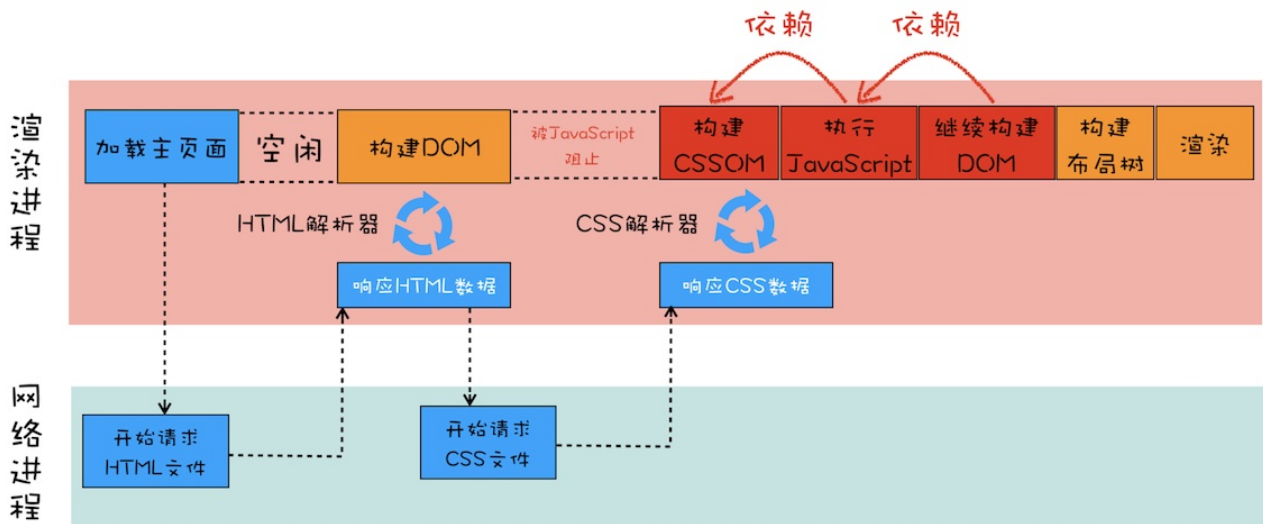 依赖
依赖
渲染进程
加载主页面
空闲
构建DOM
被JavaScript
阻止
构建
CSSOM
执行
JavaScript
继续构建
DOM
构建
布局树
渲染
HTML解析器
CSS解析器
响应HTML数据
响应CSS数据
网络进程
开始请求
HTML文件
开始请求
CSS文件